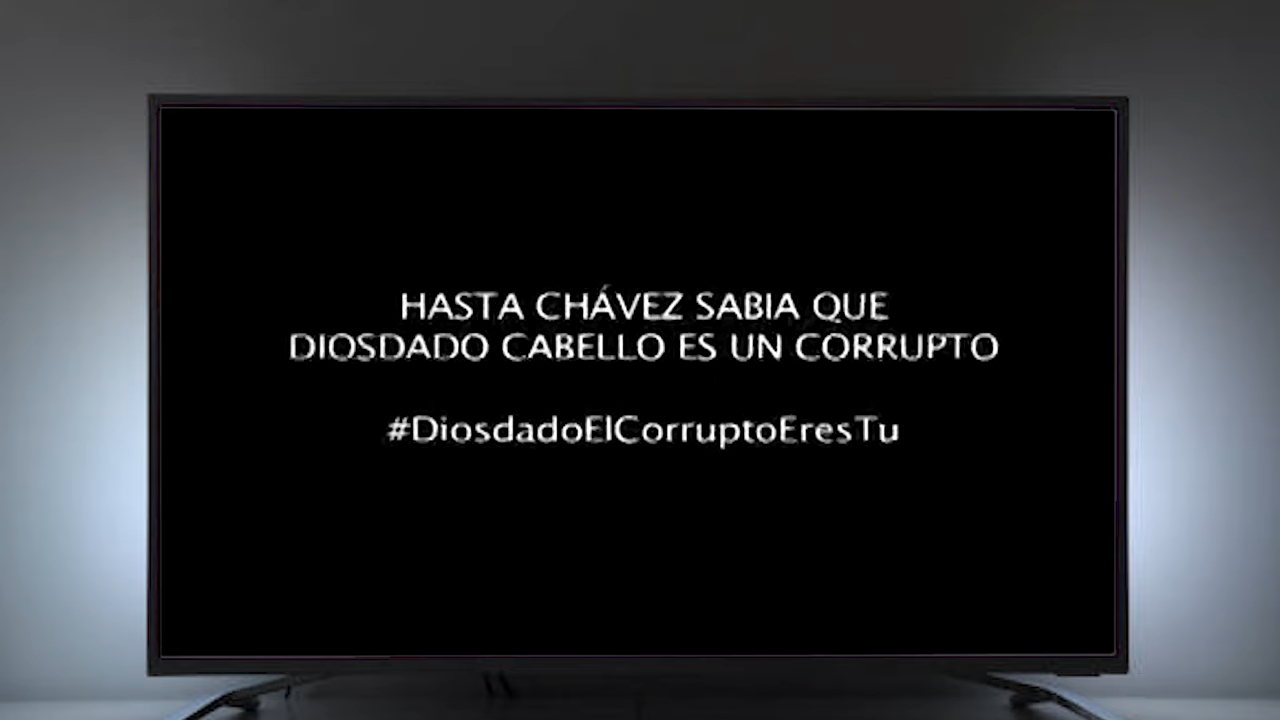 HASTA CHÁVEZ SABIA QUE
DIOSDADO CABELLO ES UN CORRUPTO
#DiosdadoElCorruptoEresTu